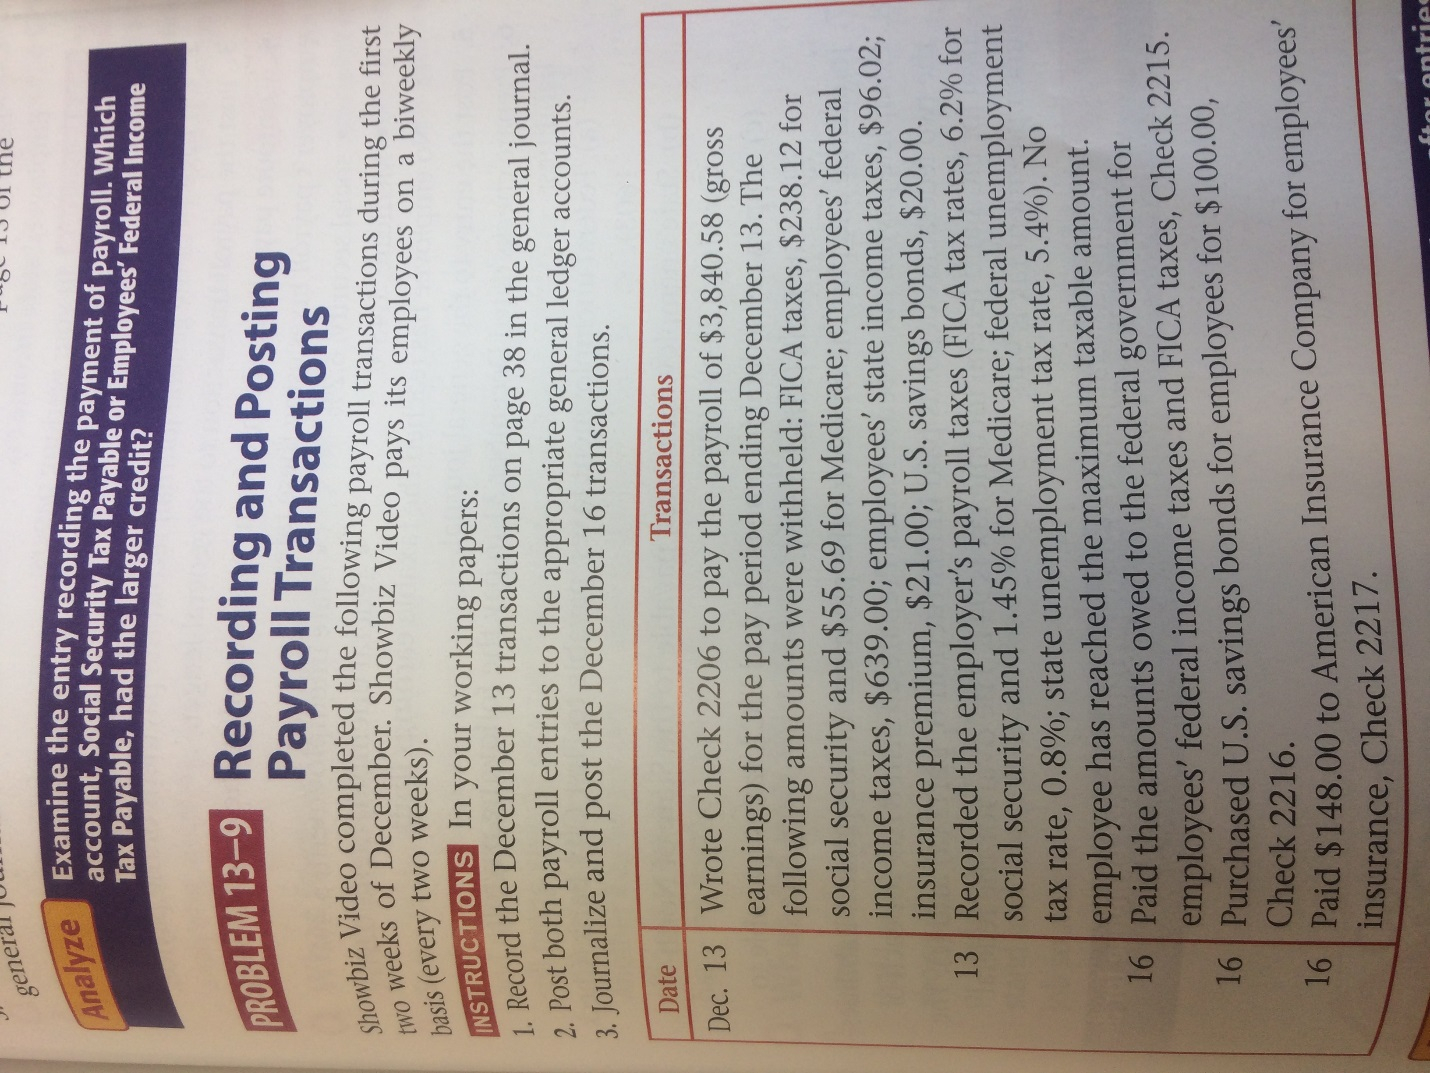 general
Analyze
Examine the entry recording the payment of payroll. Which
account, Social Security Tax Payable or Employees' Federal Income
Tax Payable, had the larger credit?
PROBLEM 13–9 Recording and Posting
Payroll Transactions
Showbiz Video completed the following payroll transactions during the first
two weeks of December. Showbiz Video pays its employees on a biweekly
basis (every two weeks).
INSTRUCTIONS In your working papers:
1. Record the December 13 transactions on page 38 in the general journal.
2. Post both payroll entries to the appropriate general ledger accounts.
3. Journalize and post the December 16 transactions.
Date Transactions
Dec. 13 Wrote Check 2206 to pay the payroll of $3,840.58 (gross
earnings) for the pay period ending December 13. The
following amounts were withheld: FICA taxes, $238.12 for
social security and $55.69 for Medicare; employees' federal
income taxes, $639.00; employees' state income taxes, $96.02;
insurance premium, $21.00; U.S. savings bonds, $20.00.
13 Recorded the employer's payroll taxes (FICA tax rates, 6.2% for
social security and 1.45% for Medicare; federal unemployment
tax rate, 0.8%; state unemployment tax rate, 5.4%). No
employee has reached the maximum taxable amount.
16 Paid the amounts owed to the federal government for
employees' federal income taxes and FICA taxes, Check 2215.
16 Purchased U.S. savings bonds for employees for $100.00,
Check 2216.
16 Paid $148.00 to American Insurance Company for employees'
insurance, Check 2217.
entries